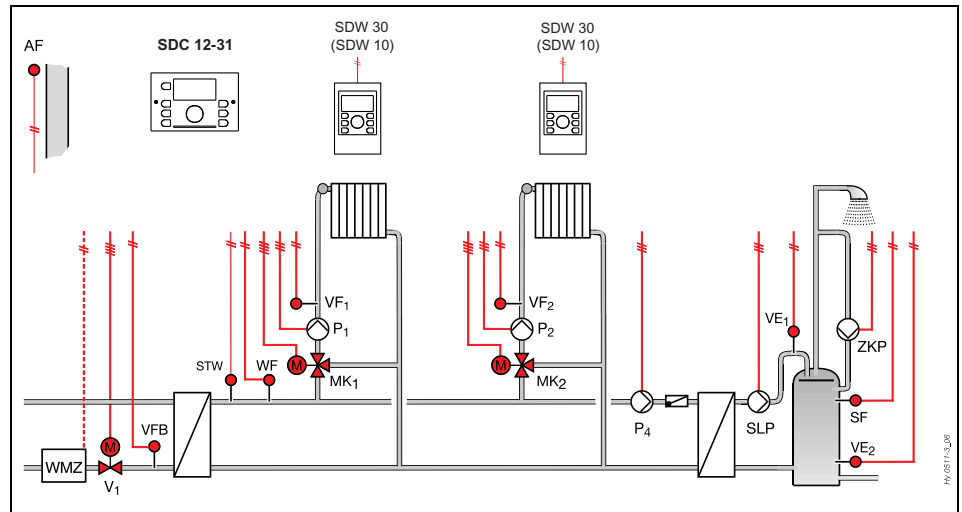 AF
SDC 12-31
SDW 30
(SDW 10)
SDW 30
(SDW 10)
VF1
VF2
P1
P2
VE1
ZKP
STW
WF
M
MK1
M
MK2
P4
SLP
SF
VFB
M
WMZ
V1
VE2
Hy 0511-3_06